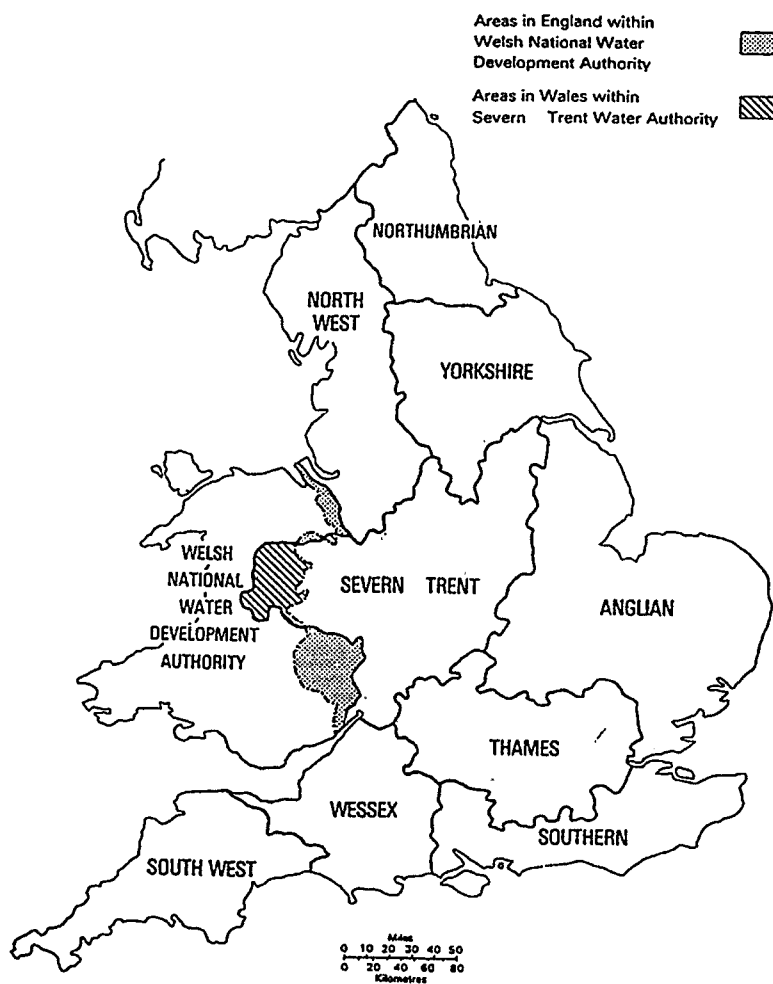 Areas in England within
Welsh National Water
Development Authority
Areas in Wales within
Severn Trent Water Authority
NORTHUMBRIAN
NORTH
WEST
YORKSHIRE
WELSH
NATIONAL
WATER
DEVELOPMENT
AUTHORITY
SEVERN TRENT
ANGLIAN
THAMES
WESSEX
SOUTHERN
SOUTH WEST
Miles
0 10 20 30 40 50
0 20 40 60 80
Kilometres